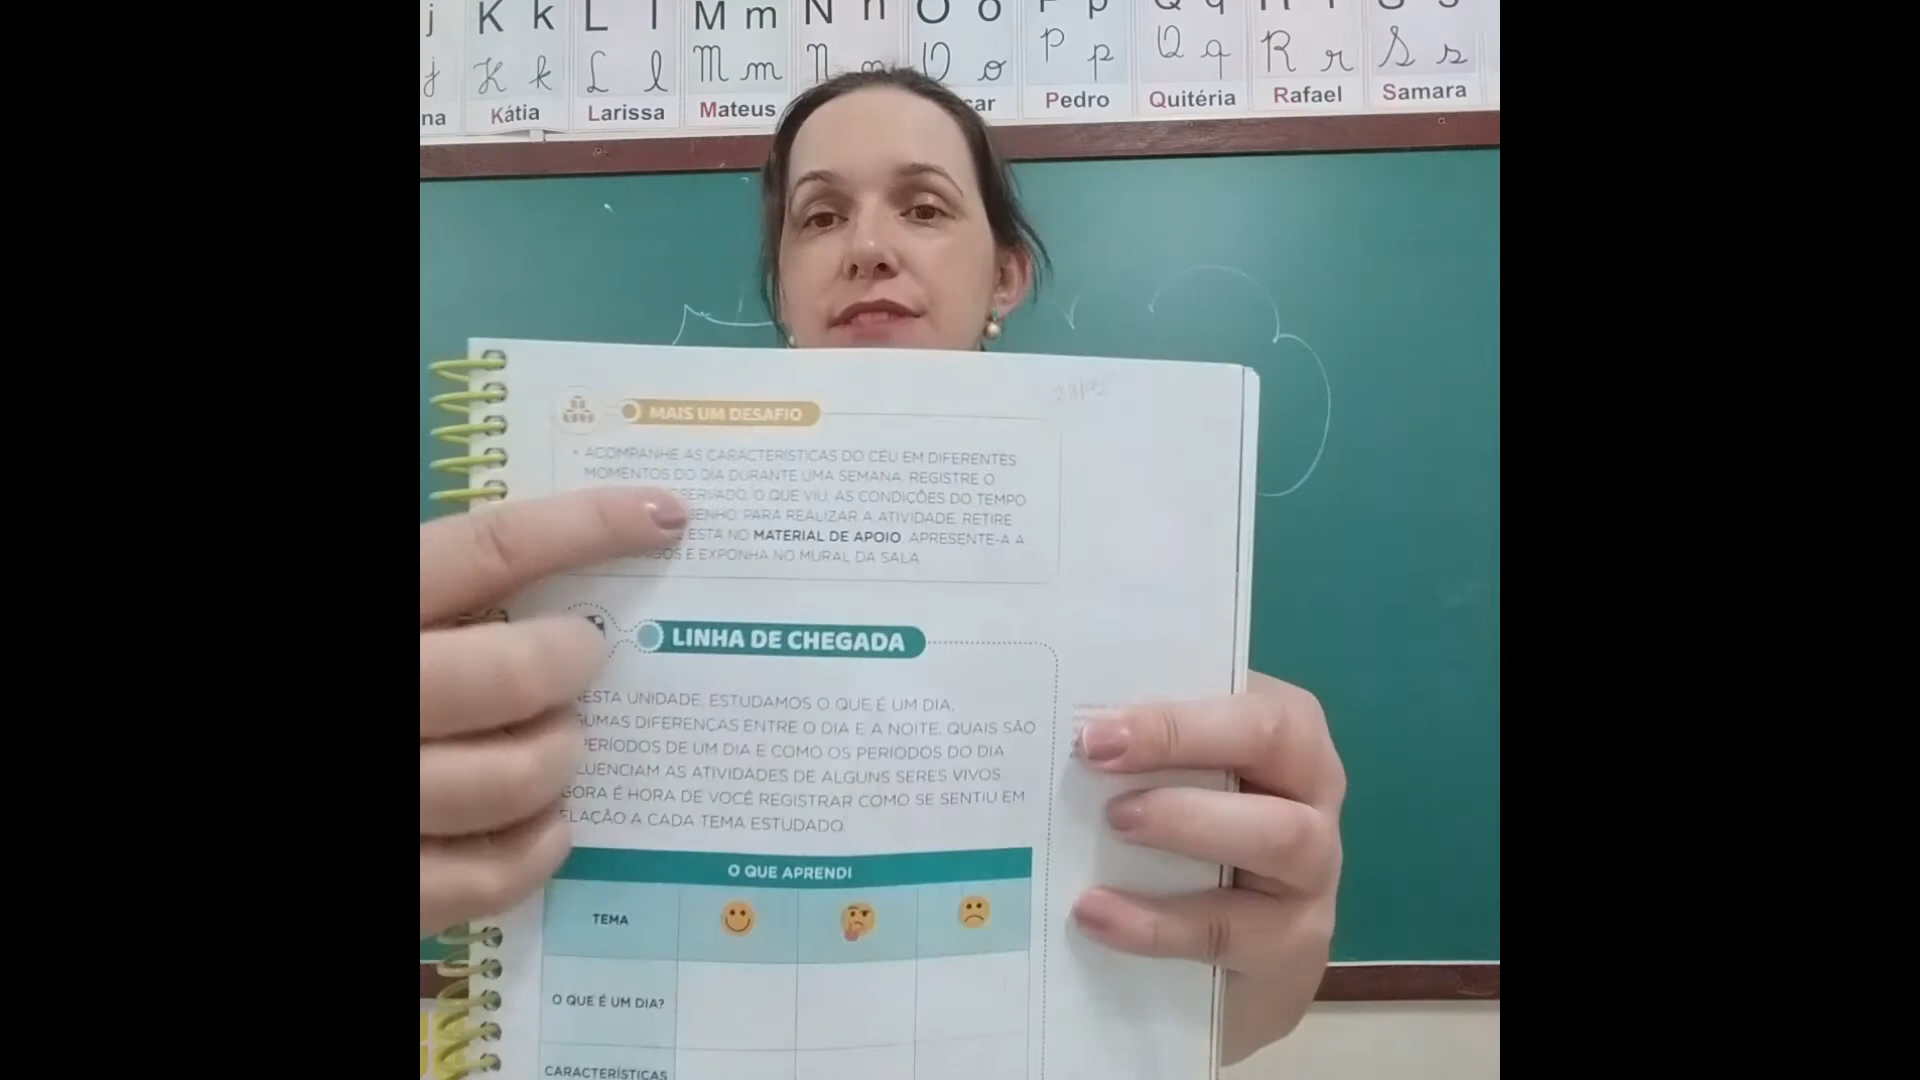 j K k L l M m N n O o P p Q q R r S s
j K k L l M m N n O o P p Q q R r S s
na Kátia Larissa Mateus car Pedro Quitéria Rafael Samara
MAIS UM DESAFIO
• ACOMPANHE AS CARACTERÍSTICAS DO CÉU EM DIFERENTES
MOMENTOS DO DIA DURANTE UMA SEMANA. REGISTRE O
SERVADO, O QUE VIU, AS CONDIÇÕES DO TEMPO
ENHO. PARA REALIZAR A ATIVIDADE, RETIRE
ESTA NO MATERIAL DE APOIO. APRESENTE-A A
GOS E EXPONHA NO MURAL DA SALA.
LINHA DE CHEGADA
ESTA UNIDADE, ESTUDAMOS O QUE É UM DIA,
GUMAS DIFERENÇAS ENTRE O DIA E A NOITE, QUAIS SÃO
PERÍODOS DE UM DIA E COMO OS PERÍODOS DO DIA
LUENCIAM AS ATIVIDADES DE ALGUNS SERES VIVOS.
GORA É HORA DE VOCÊ REGISTRAR COMO SE SENTIU EM
ELAÇÃO A CADA TEMA ESTUDADO.
O QUE APRENDI
TEMA
O QUE É UM DIA?
CARACTERÍSTICAS